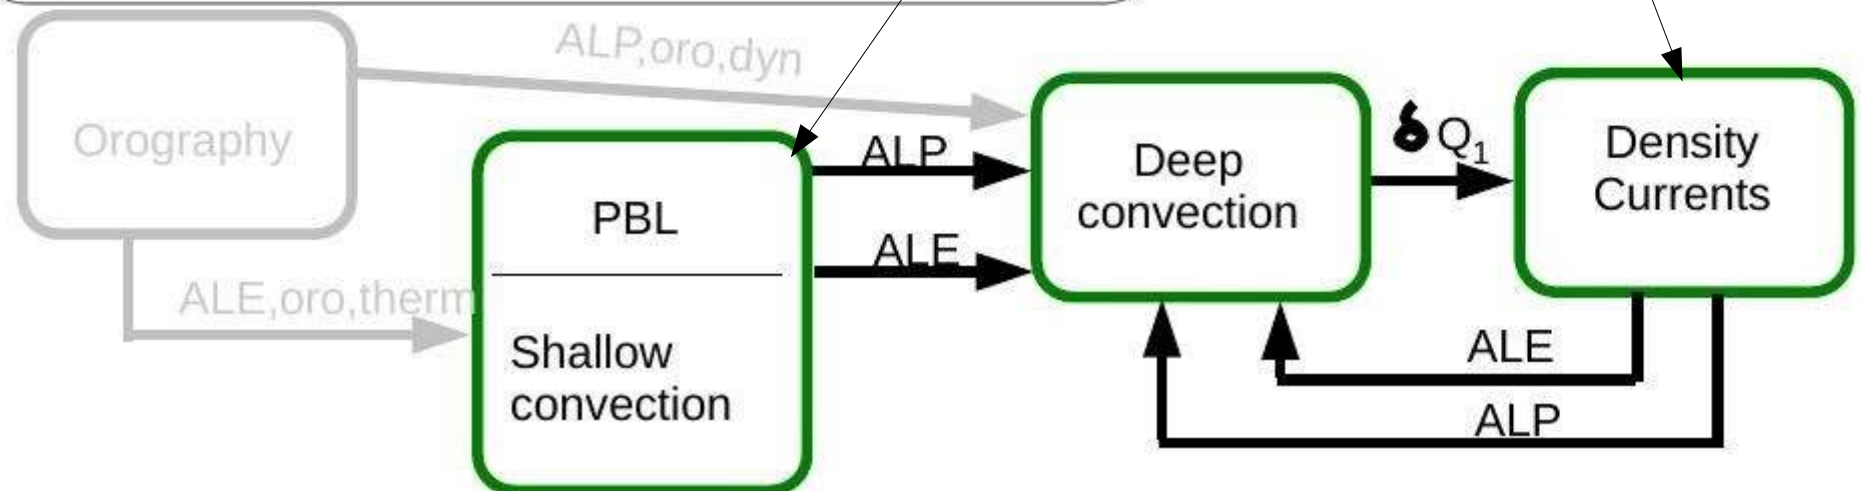 ALP,oro,dyn
Orography
ALE,oro,therm
PBL
Shallow
convection
ALP
ALE
Deep
convection
δQ₁
Density
Currents
ALE
ALP